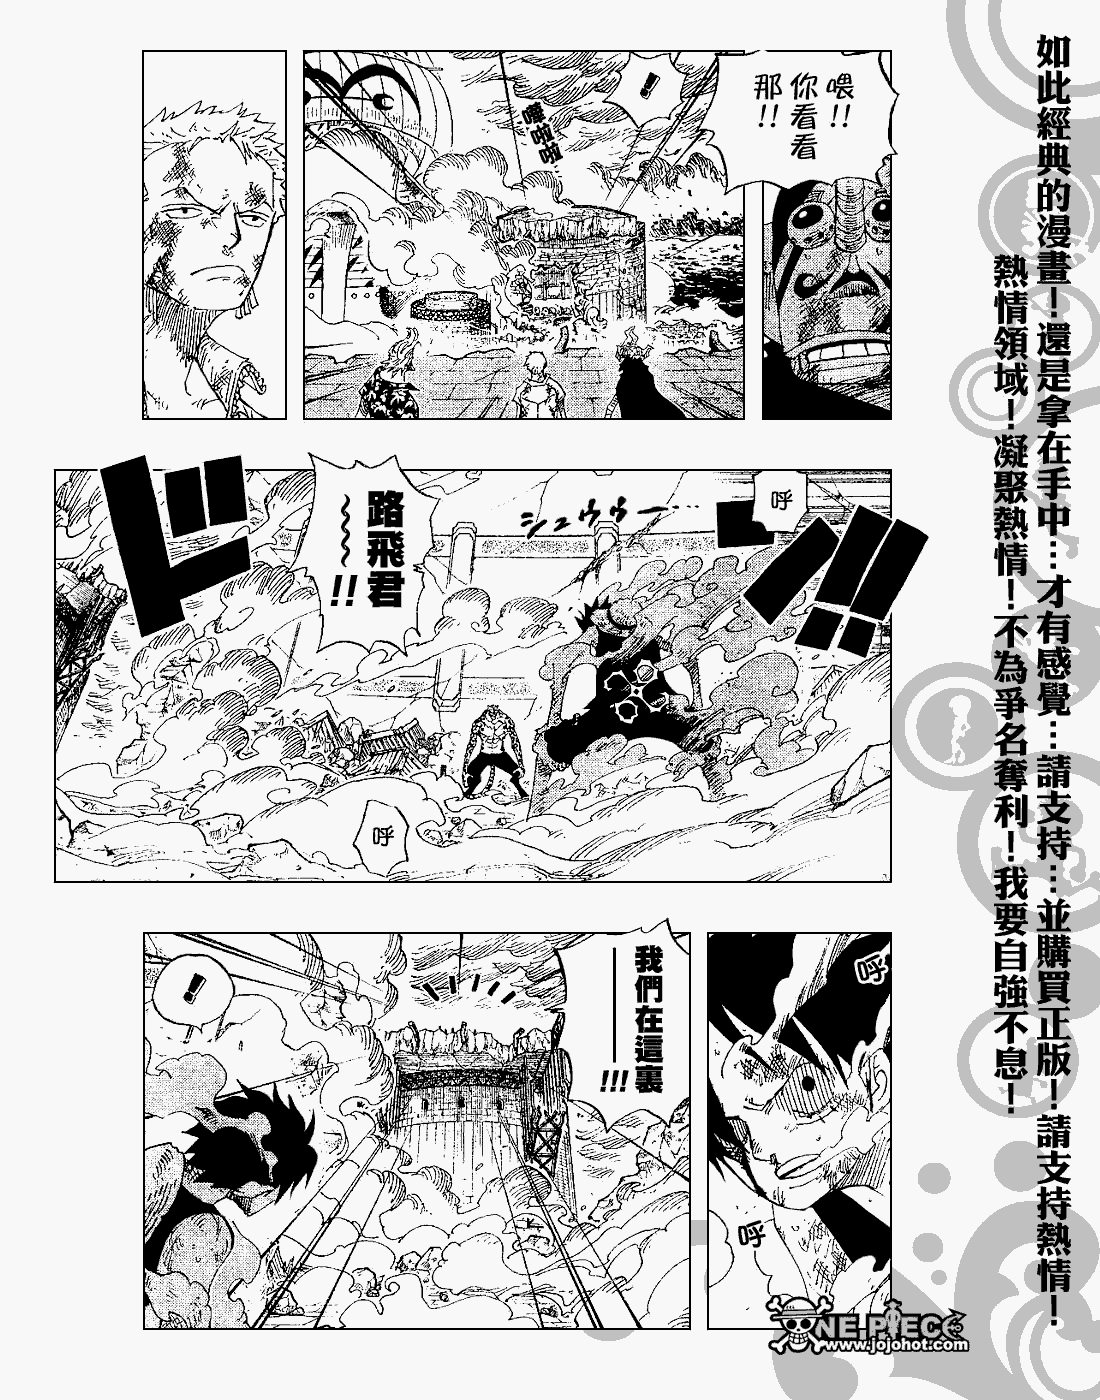 如此經典的漫畫！還是拿在手中…才有感覺…請支持…並購買正版！請支持熱情！
熱情領域！凝聚熱情！不為爭名奪利！我要自強不息！
喂!!
你看看
那!!
!
嘩啦啦…
呼
ド!!!
シュウゥー…
路飛君
～～～!!
呼
呼
呼
我們在這裏
——!!!
!
ONE PIECE
www.jojohot.com